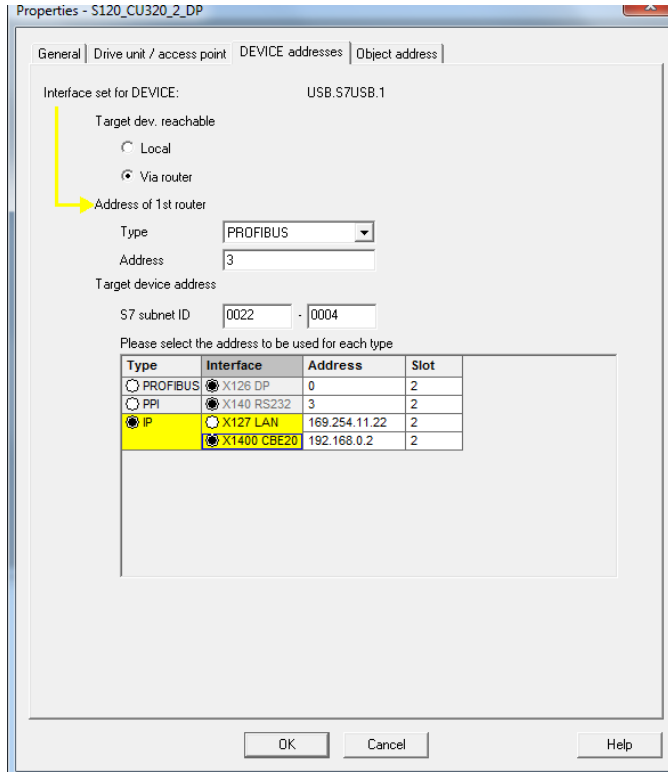 Properties - S120_CU320_2_DP
General Drive unit / access point DEVICE addresses Object address
Interface set for DEVICE: USB.S7USB.1
Target dev. reachable
Local
Via router
Address of 1st router
Type PROFIBUS
Address 3
Target device address
S7 subnet ID 0022 - 0004
Please select the address to be used for each type
Type Interface Address Slot
PROFIBUS X126 DP 0 2
PPI X140 RS232 3 2
IP X127 LAN 169.254.11.22 2
X1400 CBE20 192.168.0.2 2
OK Cancel Help